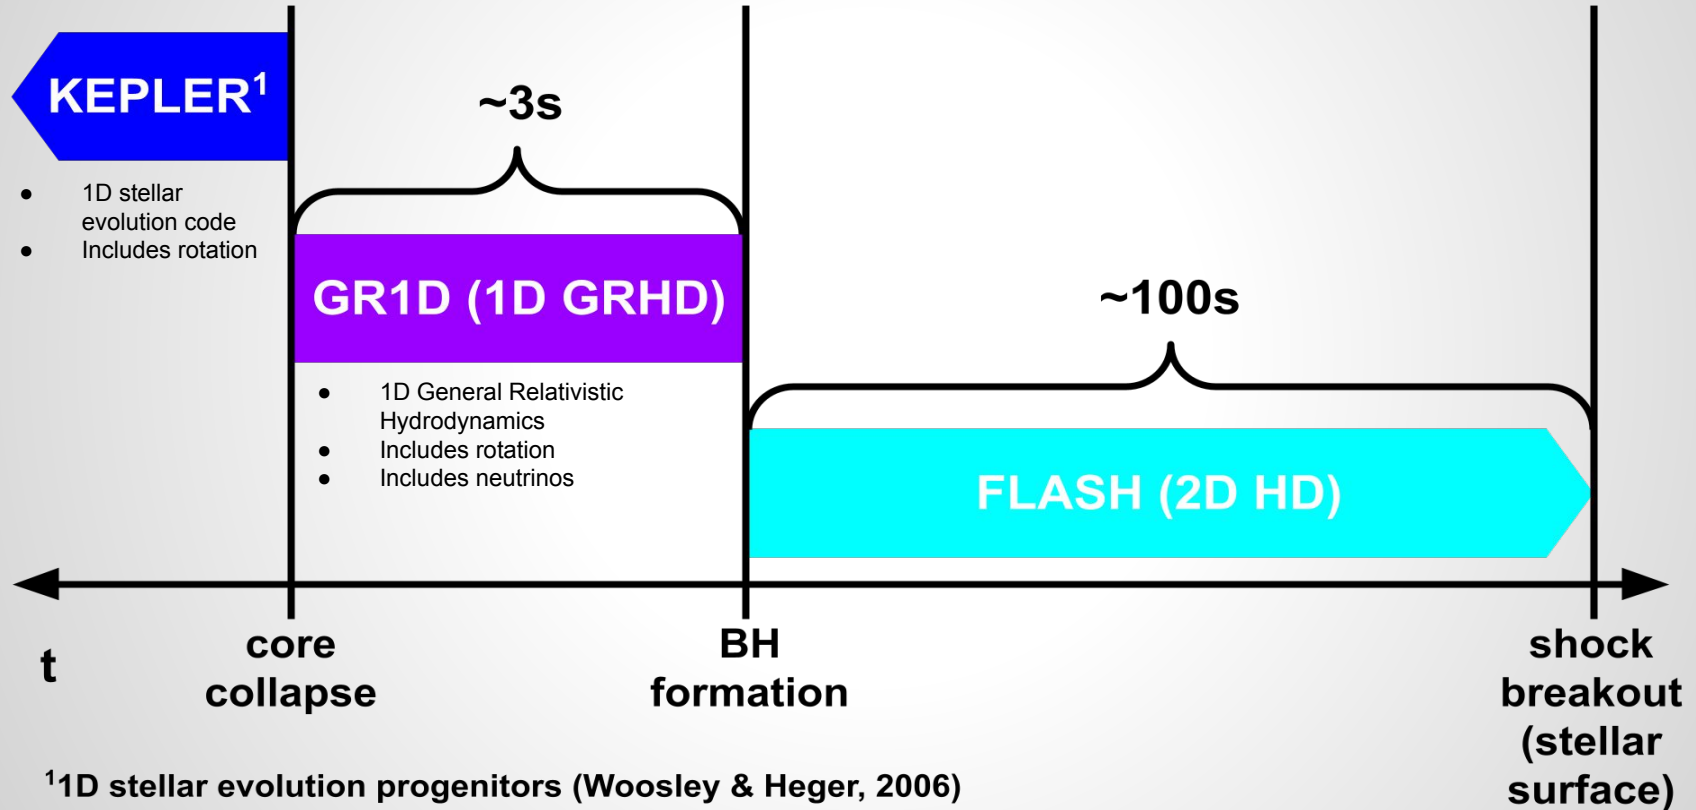 KEPLER¹
● 1D stellar
evolution code
● Includes rotation
~3s
GR1D (1D GRHD)
● 1D General Relativistic
Hydrodynamics
● Includes rotation
● Includes neutrinos
~100s
FLASH (2D HD)
t
core
collapse
BH
formation
shock
breakout
(stellar
surface)
¹1D stellar evolution progenitors (Woosley & Heger, 2006)